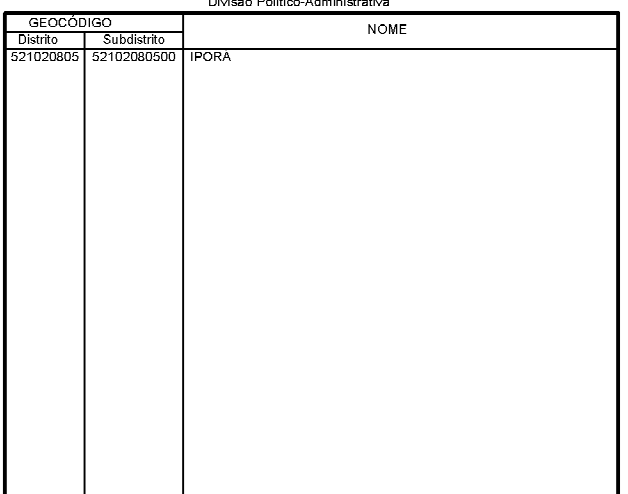 Divisão Político-Administrativa
GEOCÓDIGO
NOME
Distrito Subdistrito
521020805 52102080500 IPORA